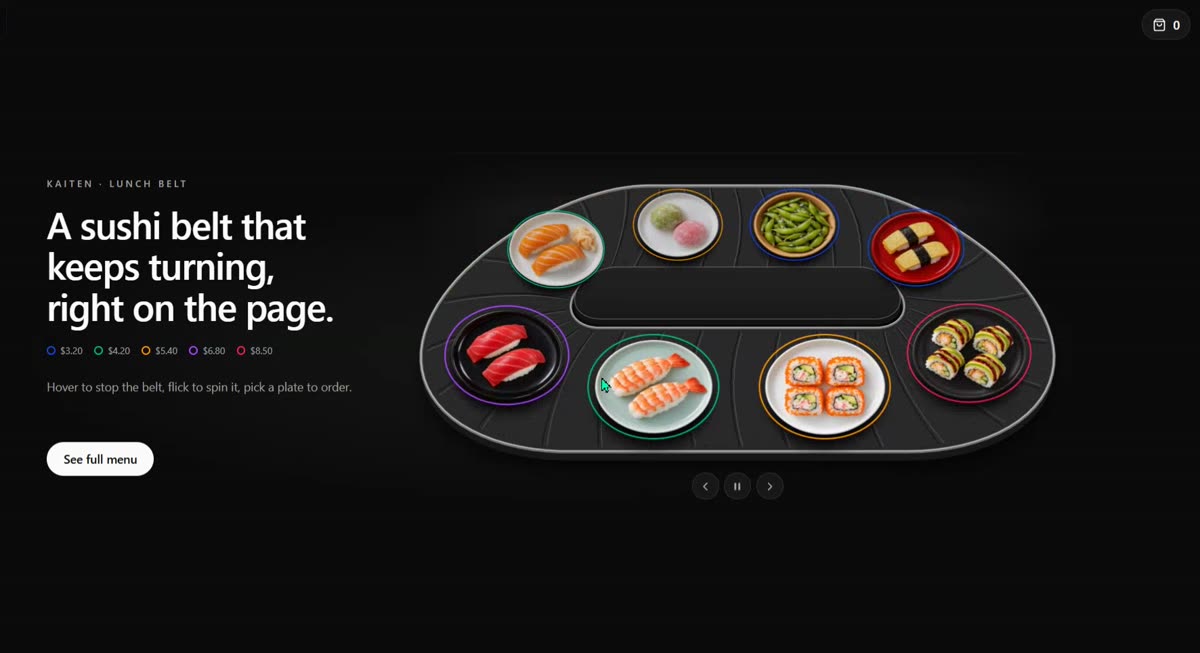 0
KAITEN · LUNCH BELT
A sushi belt that
keeps turning,
right on the page.
$3.20 $4.20 $5.40 $6.80 $8.50
Hover to stop the belt, flick to spin it, pick a plate to order.
See full menu